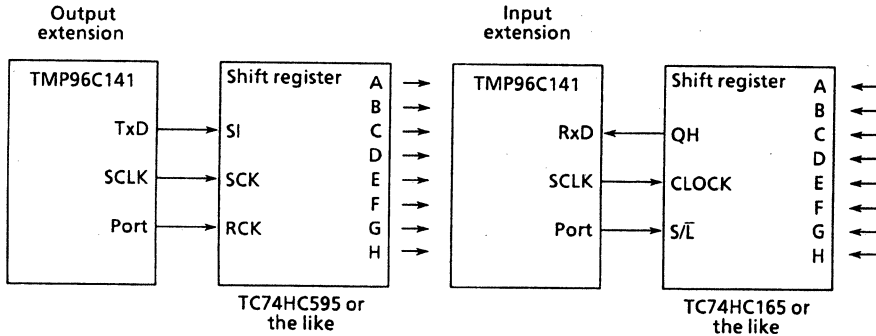 Output
extension
TMP96C141
TxD
SCLK
Port
Shift register
SI
SCK
RCK
A
B
C
D
E
F
G
H
TC74HC595 or
the like
Input
extension
TMP96C141
RxD
SCLK
Port
Shift register
QH
CLOCK
S/L̅
A
B
C
D
E
F
G
H
TC74HC165 or
the like